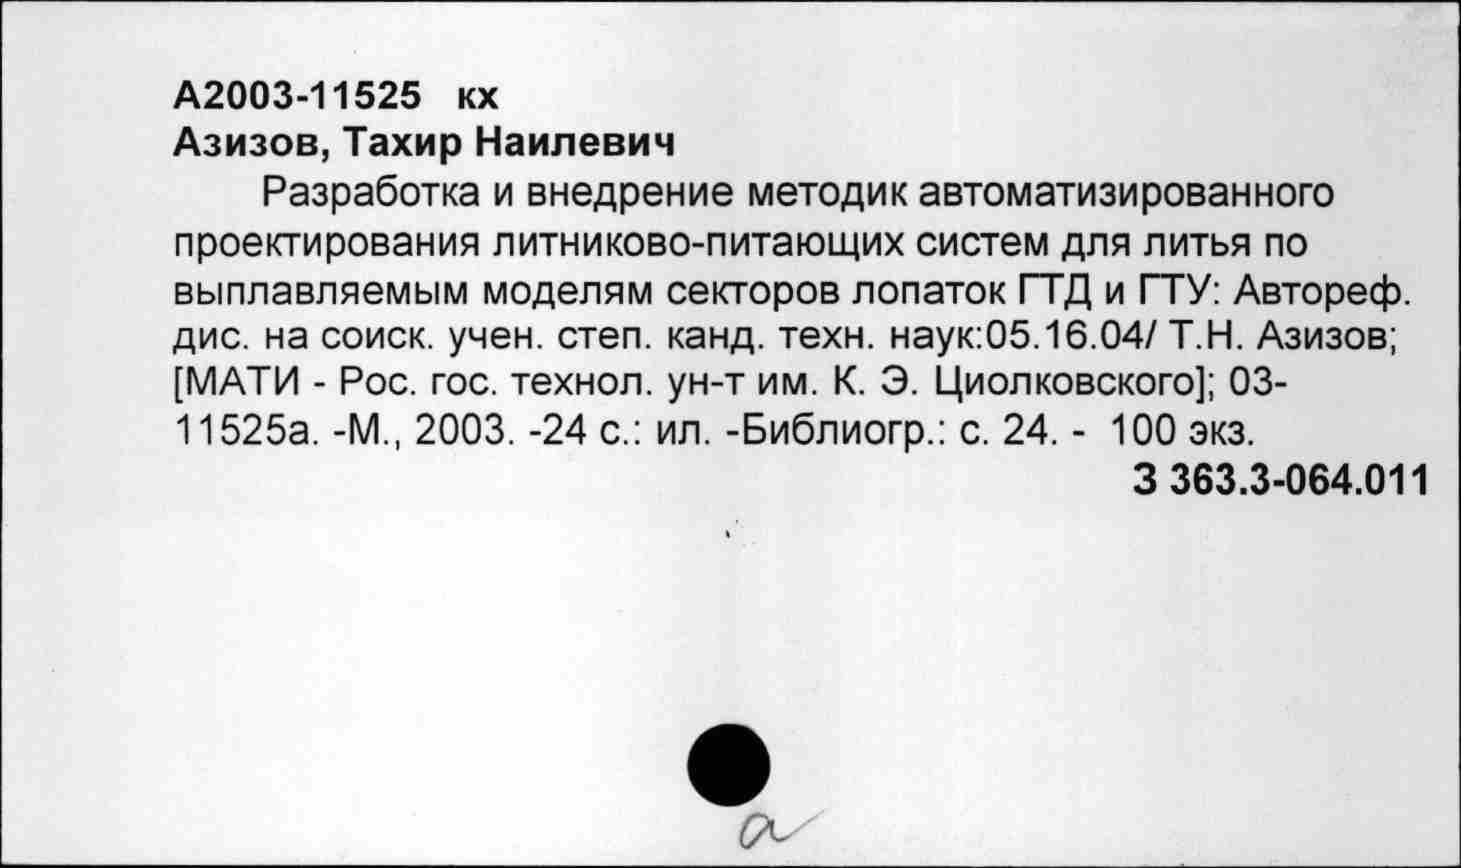 А2003-11525 кх
Азизов, Тахир Наилевич
Разработка и внедрение методик автоматизированного
проектирования литниково-питающих систем для литья по
выплавляемым моделям секторов лопаток ГТД и ГТУ: Автореф.
дис. на соиск. учен. степ. канд. техн. наук:05.16.04/ Т.Н. Азизов;
[МАТИ - Рос. гос. технол. ун-т им. К. Э. Циолковского]; 03-
11525а. -М., 2003. -24 с.: ил. -Библиогр.: с. 24. - 100 экз.
З 363.3-064.011
а